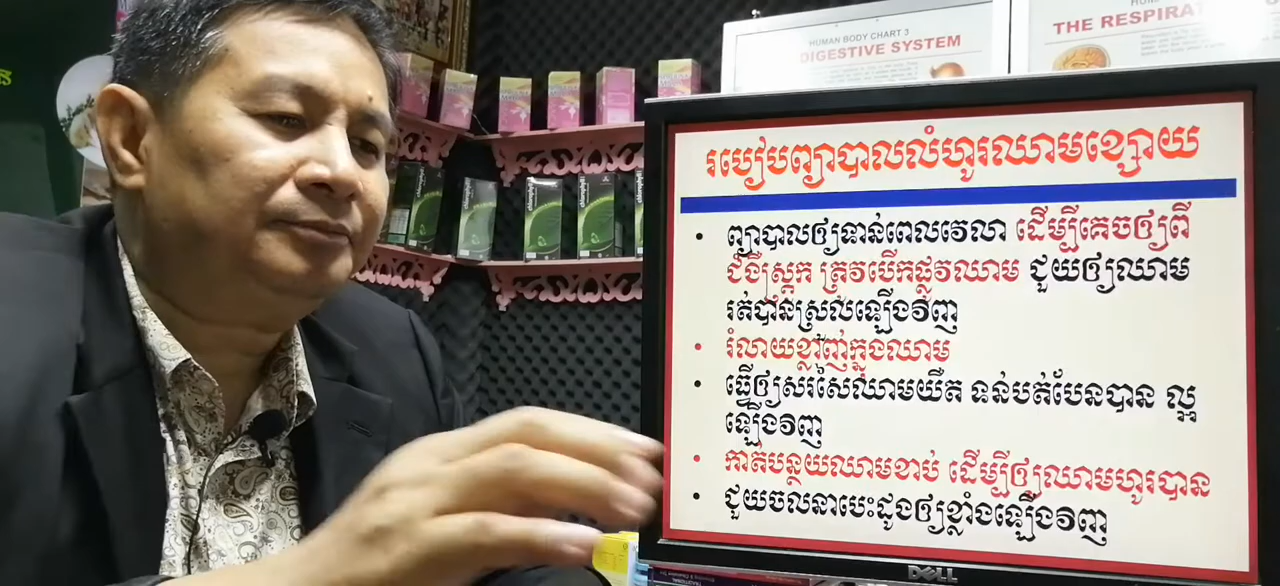 HUMAN BODY CHART 3
DIGESTIVE SYSTEM
THE RESPIRAT
របៀបព្យាបាលលំហូរឈាមខ្សោយ
• ព្យាបាលឲ្យទាន់ពេលវេលា ដើម្បីគេចឲ្យពី
ជំងឺស្ត្រុក ត្រូវបើកផ្លូវឈាម ជួយឲ្យឈាម
រត់បានស្រួលឡើងវិញ
• រំលាយខ្លាញ់ក្នុងឈាម
• ធ្វើឲ្យសរសៃឈាមយឺត ទន់បត់បែនបាន ល្អ
ឡើងវិញ
• កាត់បន្ថយឈាមខាប់ ដើម្បីឲ្យឈាមហូរបាន
• ជួយចលនាបេះដូងឲ្យខ្លាំងឡើងវិញ
DELL